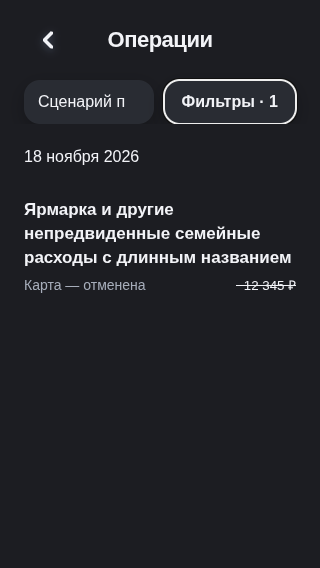 Операции
Сценарий п
Фильтры · 1
18 ноября 2026
Ярмарка и другие
непредвиденные семейные
расходы с длинным названием
Карта — отменена
−12 345 ₽